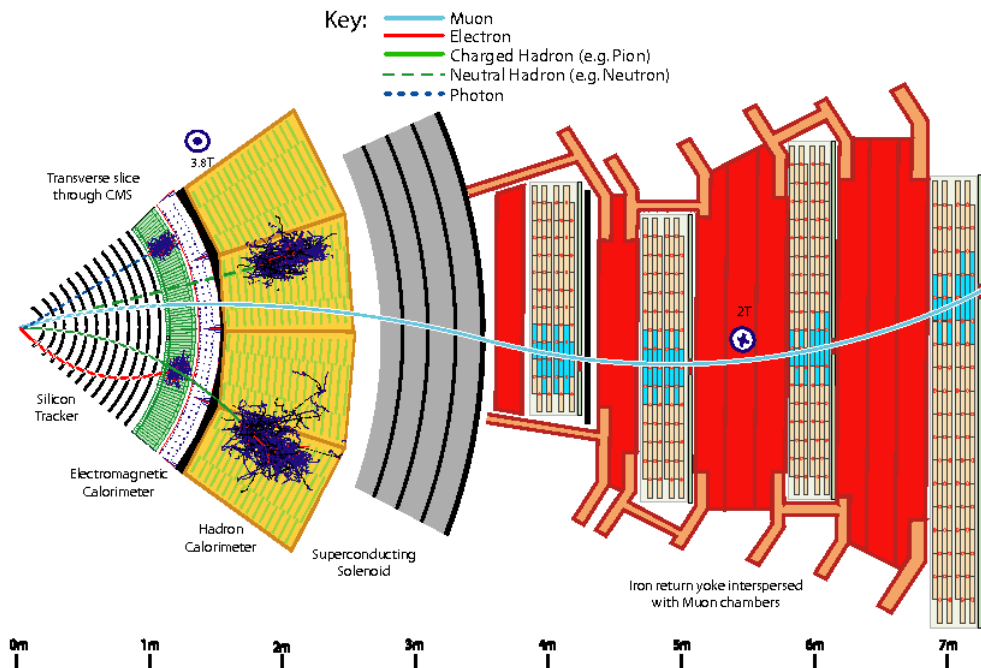 Key:
Muon
Electron
Charged Hadron (e.g. Pion)
Neutral Hadron (e.g. Neutron)
Photon
3.8T
Transverse slice
through CMS
2T
Silicon
Tracker
Electromagnetic
Calorimeter
Hadron
Calorimeter
Superconducting
Solenoid
Iron return yoke interspersed
with Muon chambers
0m 1m 2m 3m 4m 5m 6m 7m